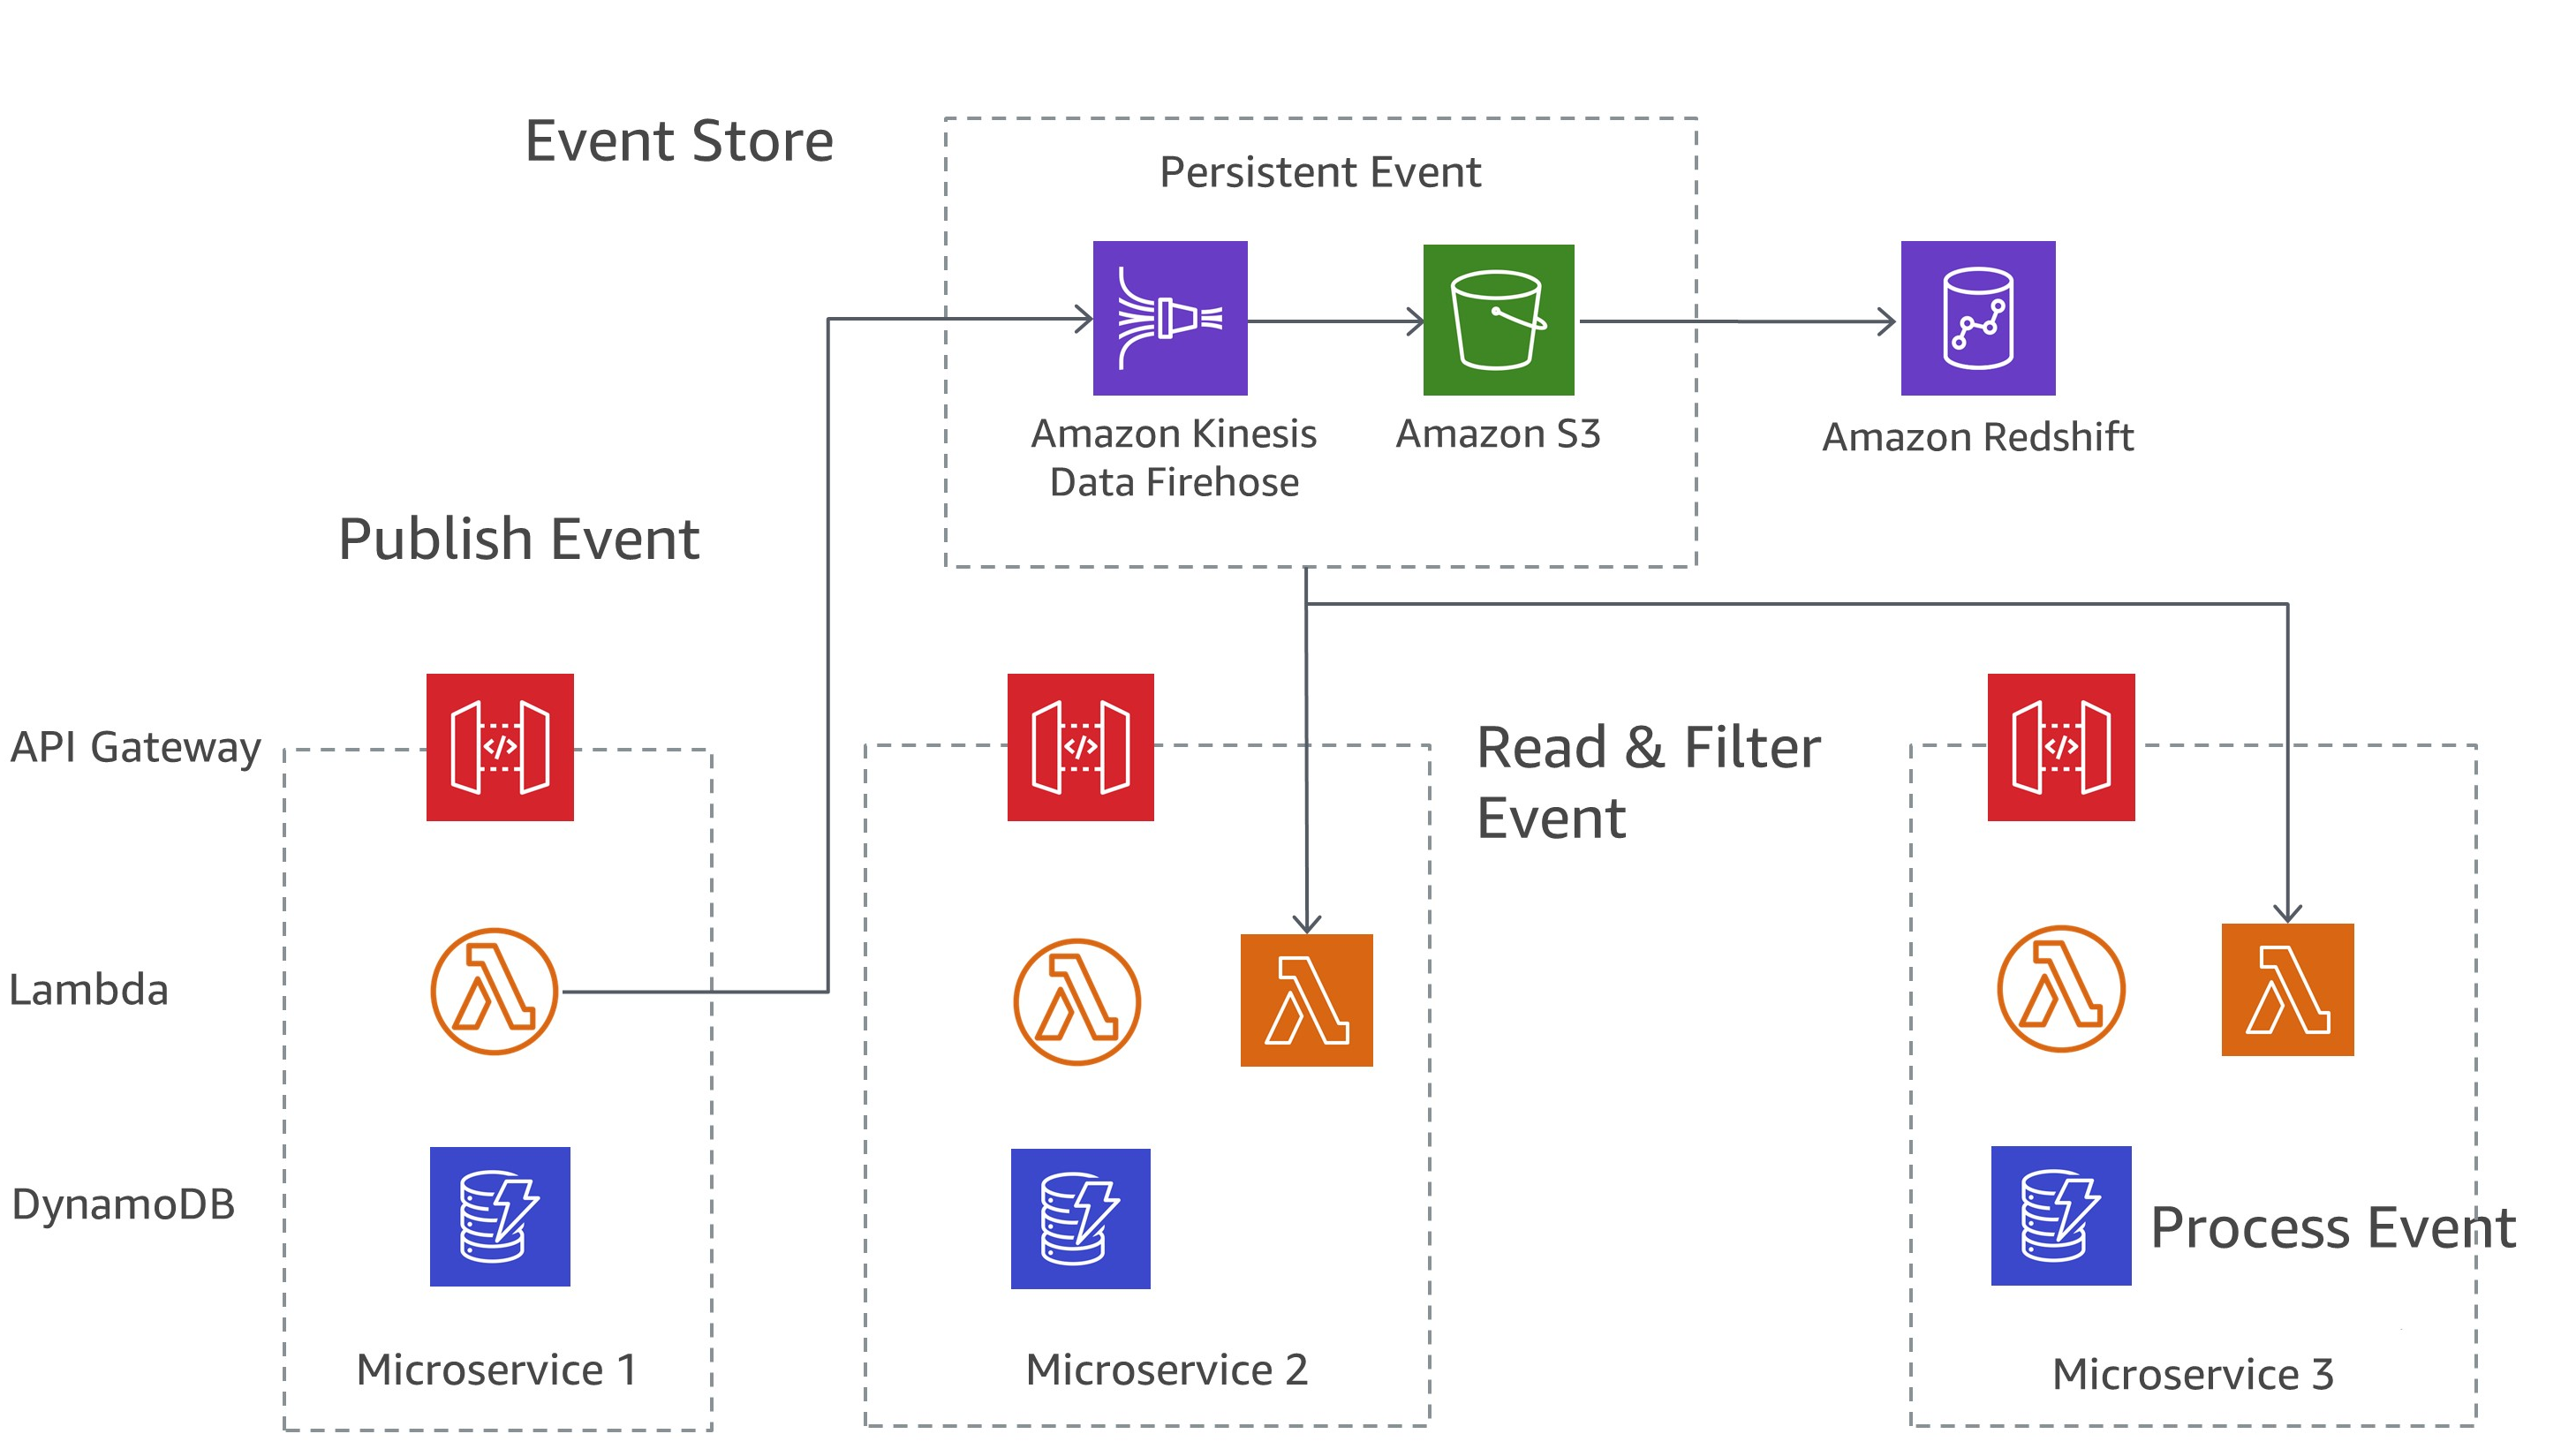 Event Store
Persistent Event
Amazon Kinesis
Data Firehose
Amazon S3
Amazon Redshift
Publish Event
API Gateway
</>
</>
</>
Read & Filter
Event
Lambda
DynamoDB
Process Event
Microservice 1
Microservice 2
Microservice 3